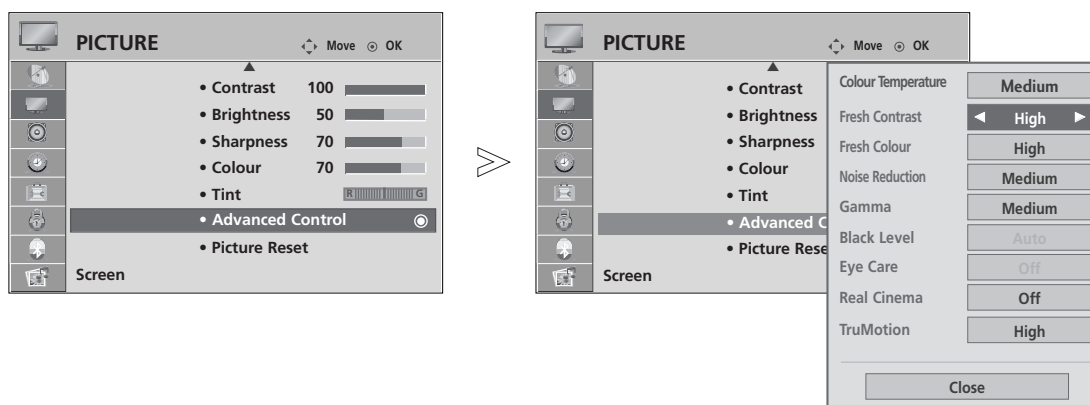 PICTURE
Move OK
• Contrast 100
• Brightness 50
• Sharpness 70
• Colour 70
• Tint R G
• Advanced Control
• Picture Reset
Screen
PICTURE
Move OK
• Contrast
• Brightness
• Sharpness
• Colour
• Tint
• Advanced C
• Picture Rese
Screen
Colour Temperature Medium
Fresh Contrast High
Fresh Colour High
Noise Reduction Medium
Gamma Medium
Black Level Auto
Eye Care Off
Real Cinema Off
TruMotion High
Close